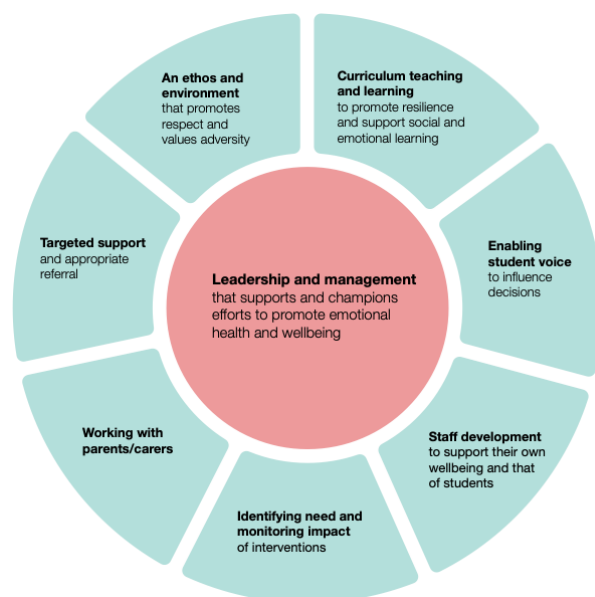 An ethos and
environment
that promotes
respect and
values adversity
Curriculum teaching
and learning
to promote resilience
and support social and
emotional learning
Enabling
student voice
to influence
decisions
Staff development
to support their own
wellbeing and that
of students
Identifying need and
monitoring impact
of interventions
Working with
parents/carers
Targeted support
and appropriate
referral
Leadership and management
that supports and champions
efforts to promote emotional
health and wellbeing